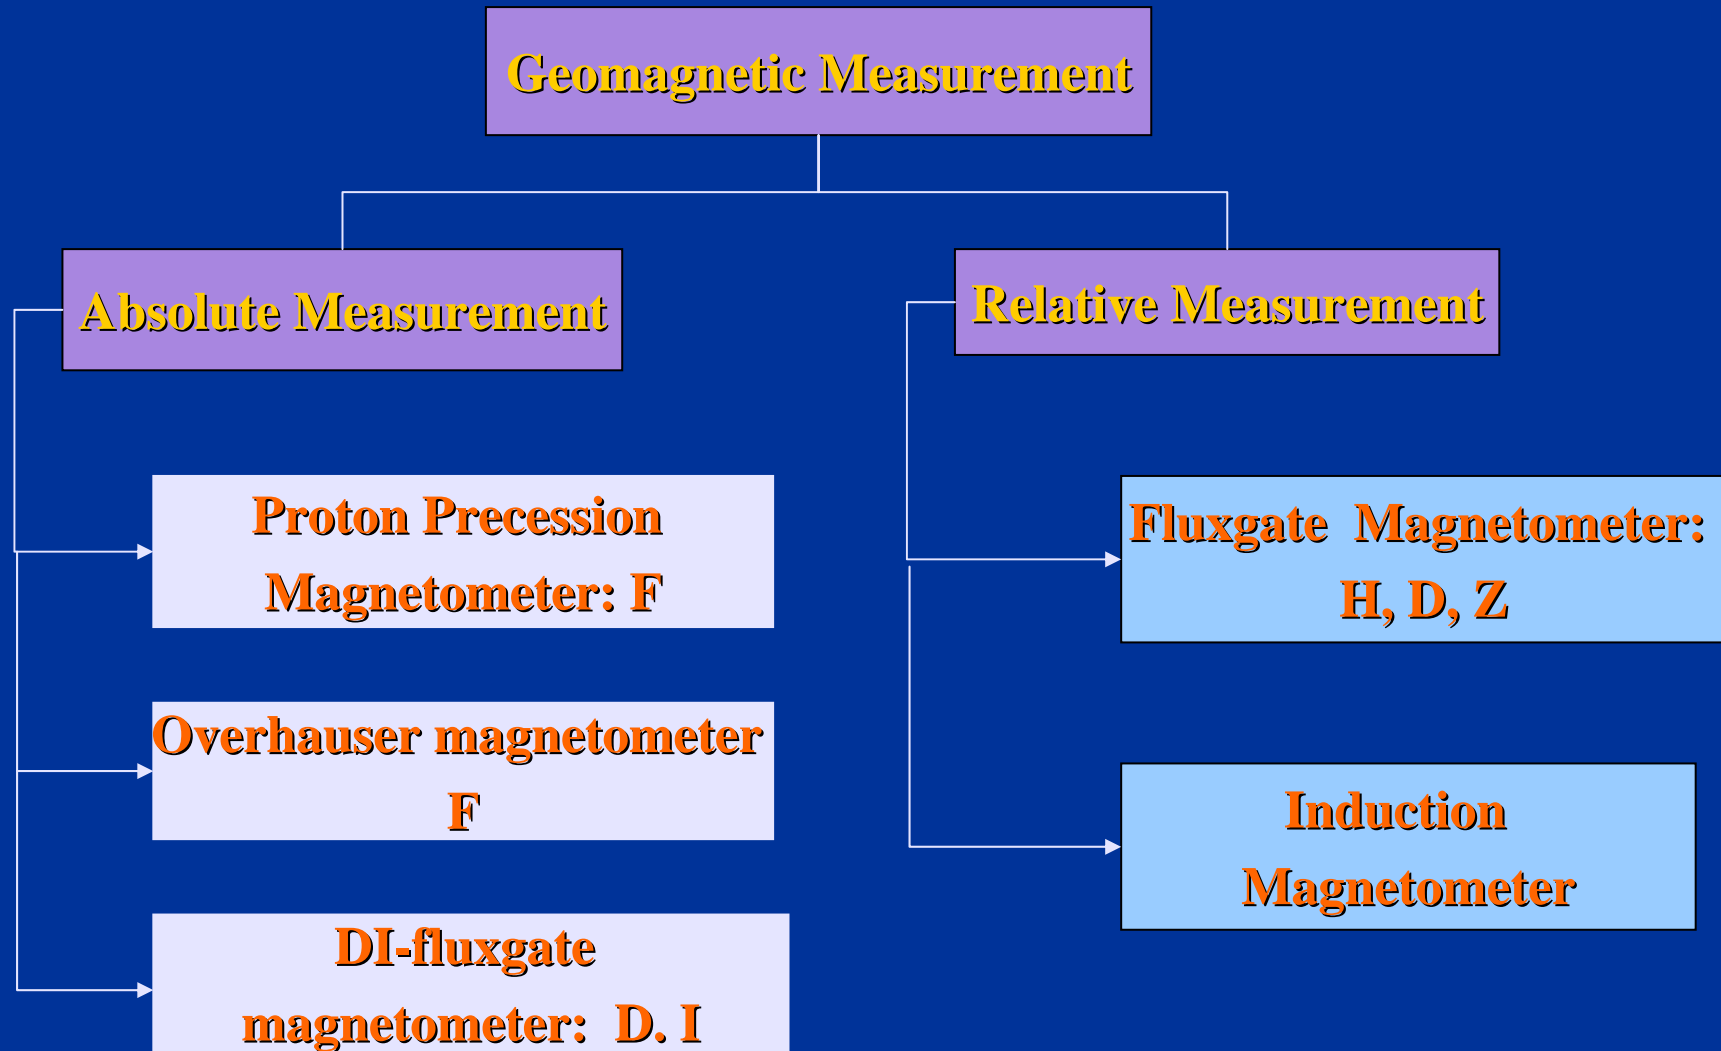 Geomagnetic Measurement
Absolute Measurement
Relative Measurement
Proton Precession
Magnetometer: F
Overhauser magnetometer
F
DI-fluxgate
magnetometer: D. I
Fluxgate Magnetometer:
H, D, Z
Induction
Magnetometer